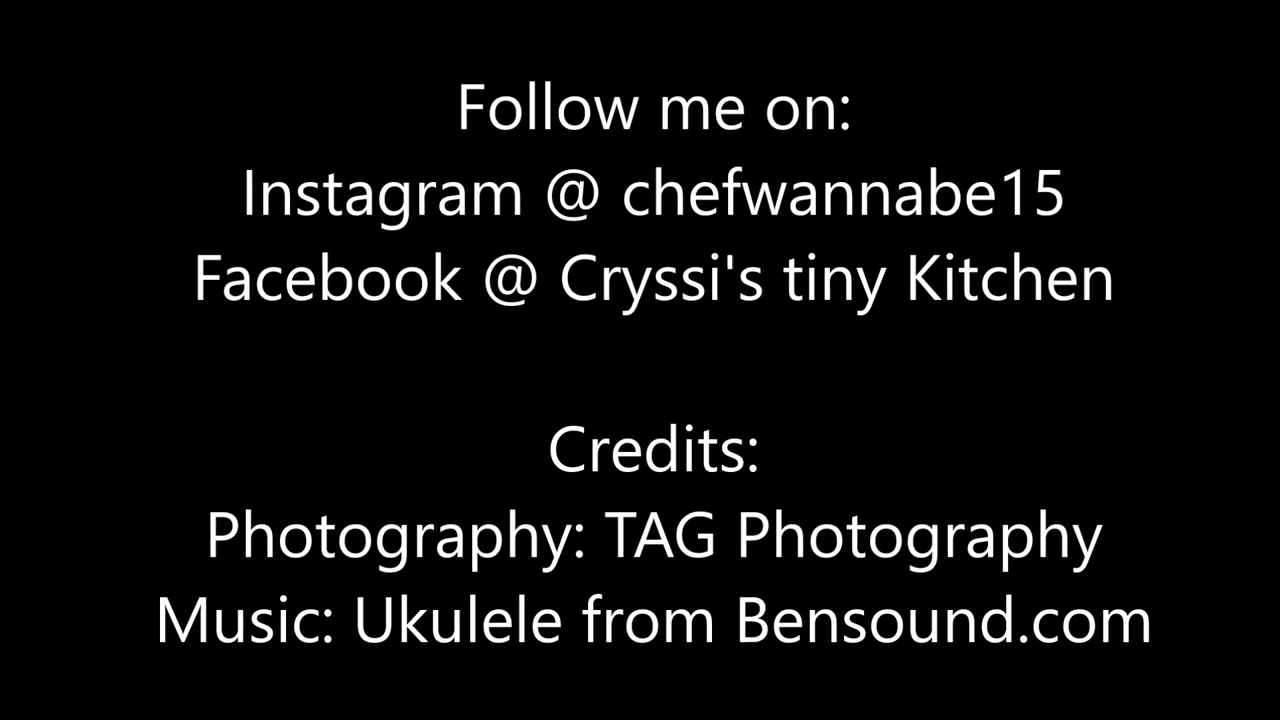 Follow me on:
Instagram @ chefwannabe15
Facebook @ Cryssi's tiny Kitchen
Credits:
Photography: TAG Photography
Music: Ukulele from Bensound.com